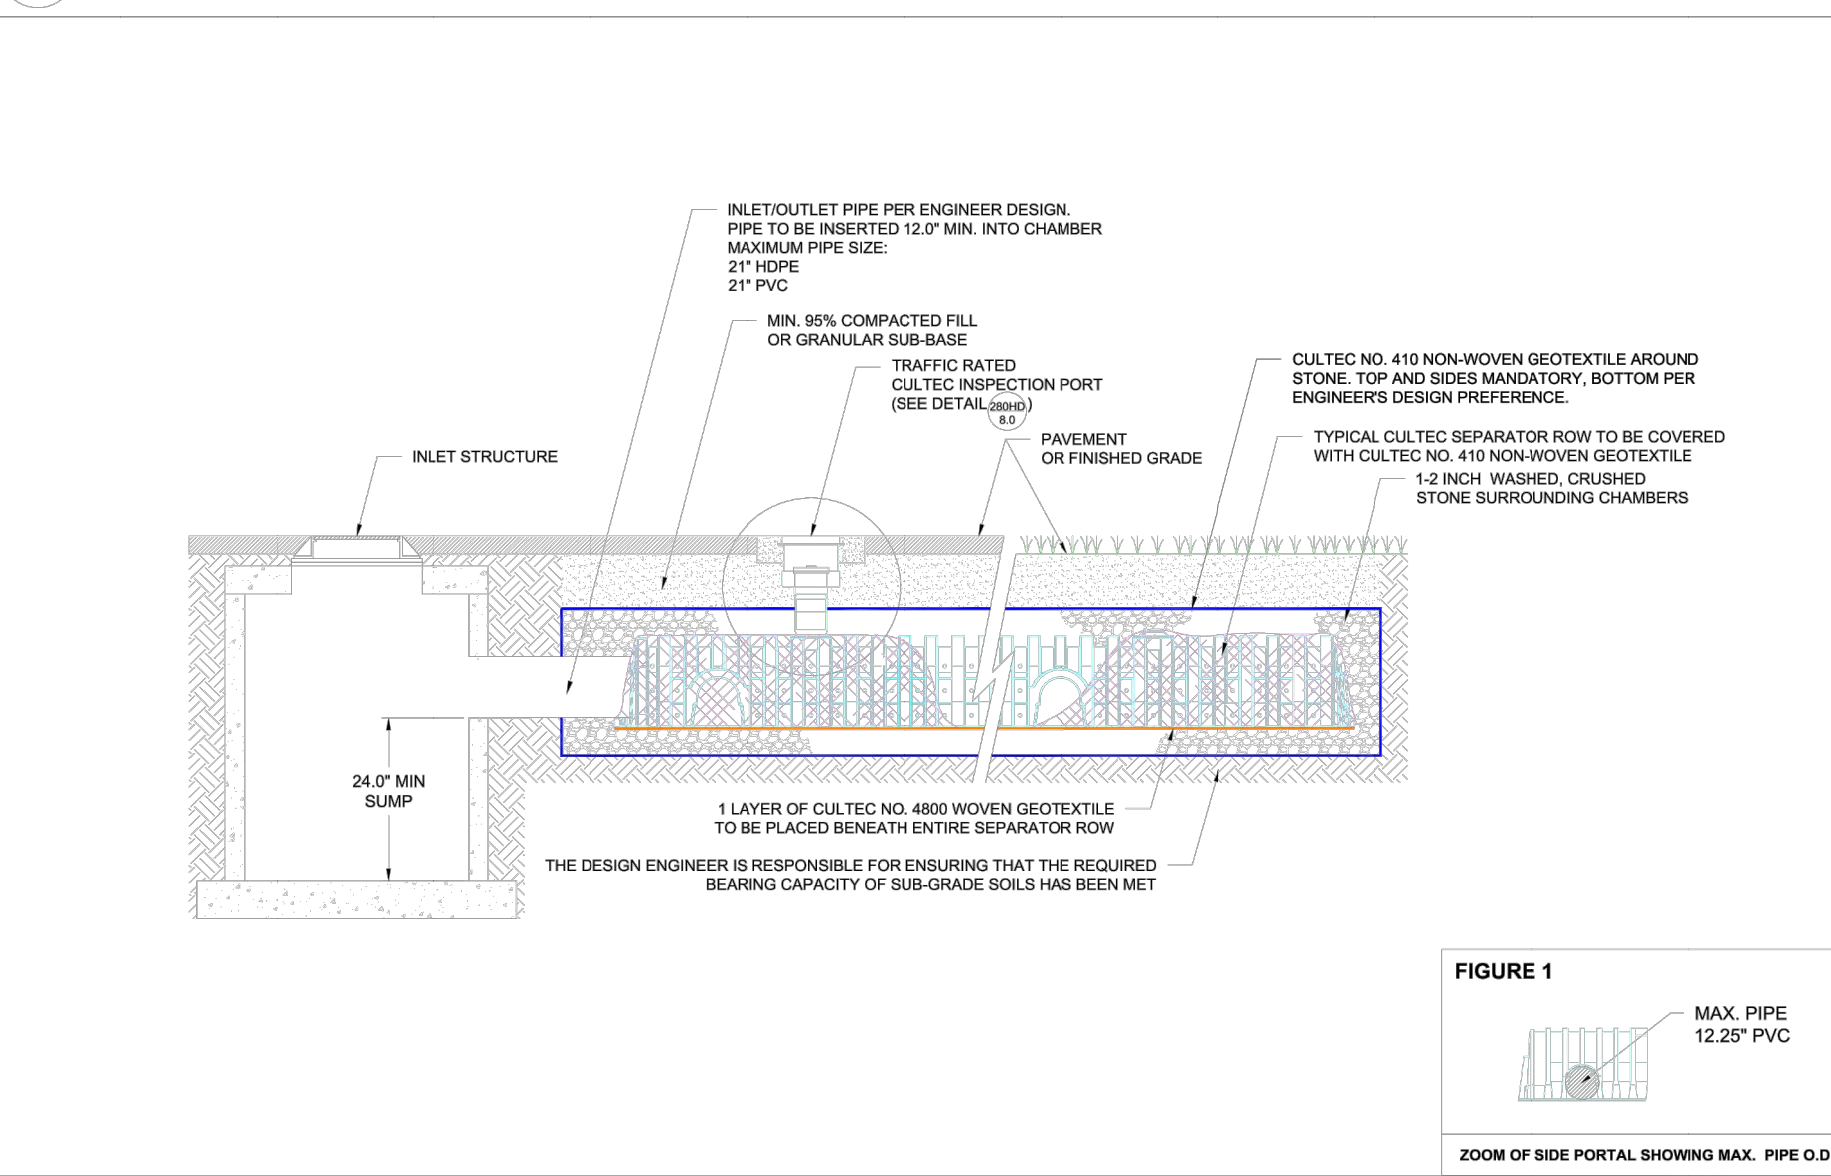 INLET/OUTLET PIPE PER ENGINEER DESIGN.
PIPE TO BE INSERTED 12.0" MIN. INTO CHAMBER
MAXIMUM PIPE SIZE:
21" HDPE
21" PVC
MIN. 95% COMPACTED FILL
OR GRANULAR SUB-BASE
TRAFFIC RATED
CULTEC INSPECTION PORT
(SEE DETAIL 280HD )
8.0
CULTEC NO. 410 NON-WOVEN GEOTEXTILE AROUND
STONE. TOP AND SIDES MANDATORY, BOTTOM PER
ENGINEER'S DESIGN PREFERENCE.
PAVEMENT
OR FINISHED GRADE
TYPICAL CULTEC SEPARATOR ROW TO BE COVERED
WITH CULTEC NO. 410 NON-WOVEN GEOTEXTILE
1-2 INCH WASHED, CRUSHED
STONE SURROUNDING CHAMBERS
INLET STRUCTURE
24.0" MIN
SUMP
1 LAYER OF CULTEC NO. 4800 WOVEN GEOTEXTILE
TO BE PLACED BENEATH ENTIRE SEPARATOR ROW
THE DESIGN ENGINEER IS RESPONSIBLE FOR ENSURING THAT THE REQUIRED
BEARING CAPACITY OF SUB-GRADE SOILS HAS BEEN MET
FIGURE 1
MAX. PIPE
12.25" PVC
ZOOM OF SIDE PORTAL SHOWING MAX. PIPE O.D